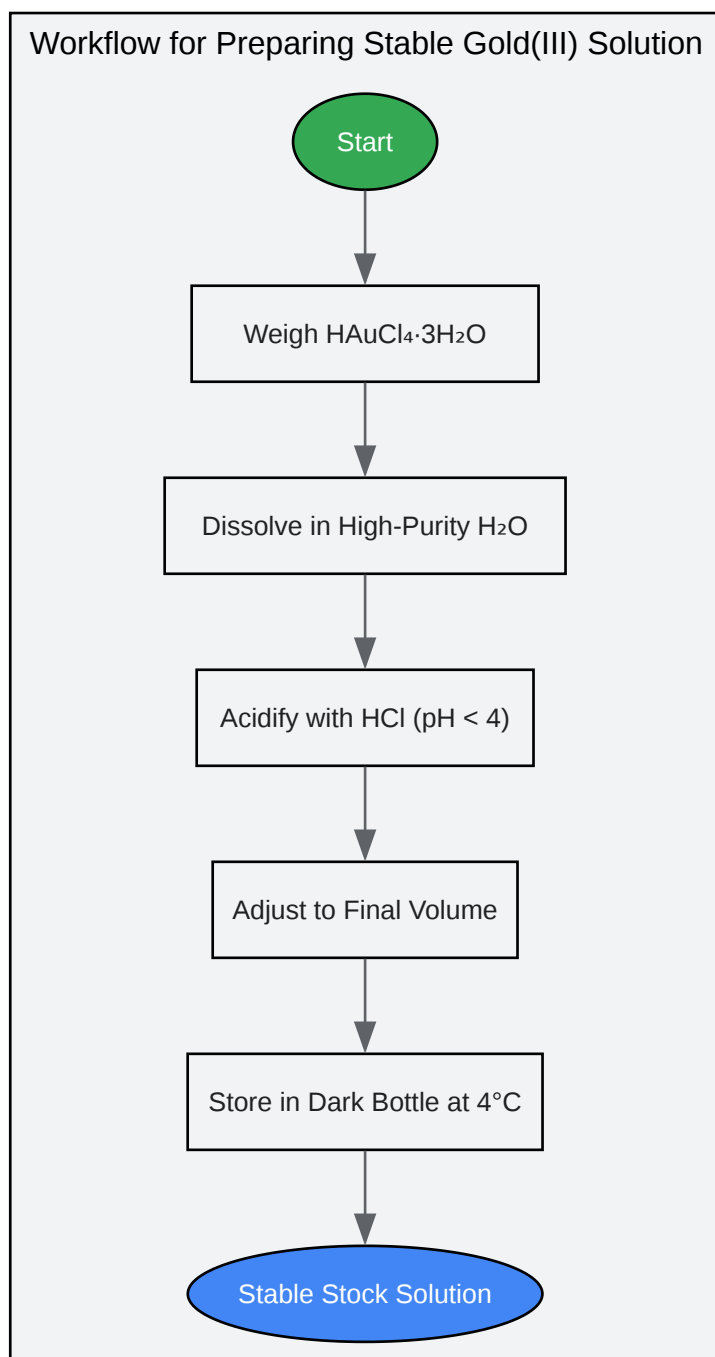 Workflow for Preparing Stable Gold(III) Solution
Start
Weigh HAuCl₄·3H₂O
Dissolve in High-Purity H₂O
Acidify with HCl (pH < 4)
Adjust to Final Volume
Store in Dark Bottle at 4°C
Stable Stock Solution